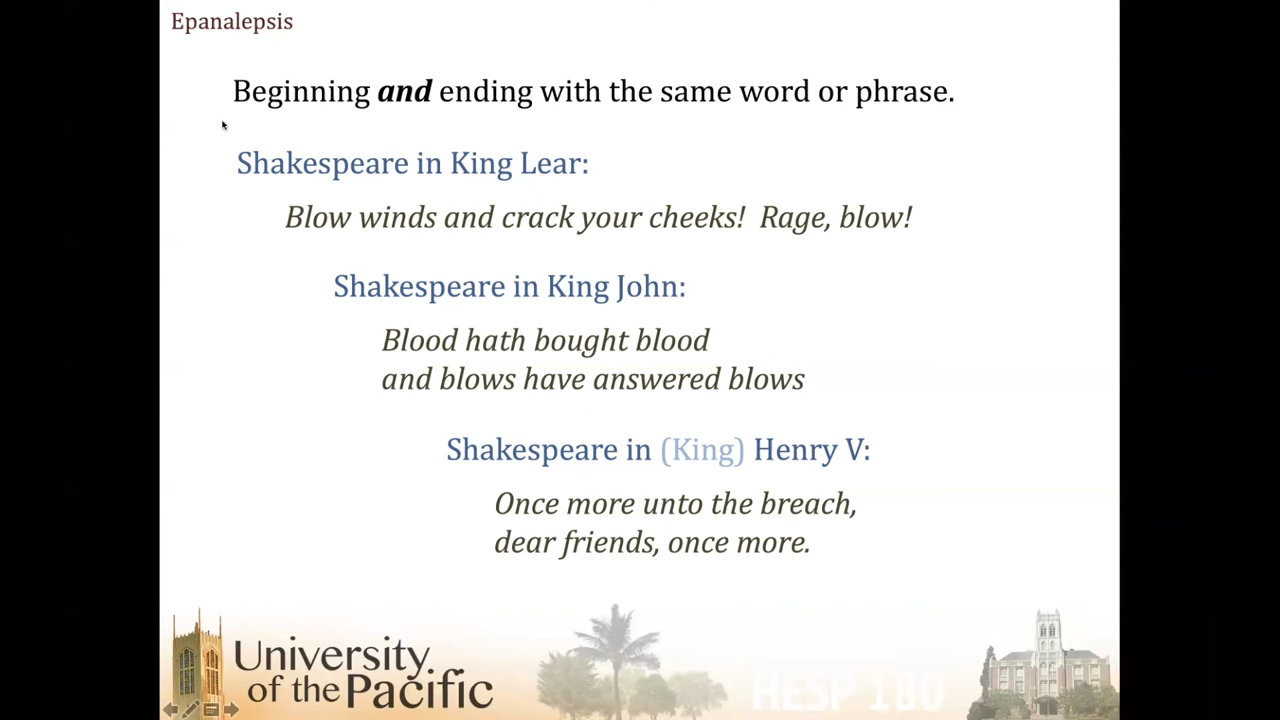 Epanalepsis
Beginning and ending with the same word or phrase.
Shakespeare in King Lear:
Blow winds and crack your cheeks!  Rage, blow!
Shakespeare in King John:
Blood hath bought blood
and blows have answered blows
Shakespeare in (King) Henry V:
Once more unto the breach,
dear friends, once more.
University
of the Pacific
HESP 180